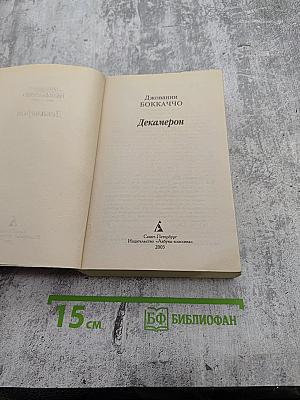 Джованни
БОККАЧЧО
Декамерон
Санкт-Петербург
Издательство «Азбука-классика»
2005
15 см
БФ БИБЛИОФАН